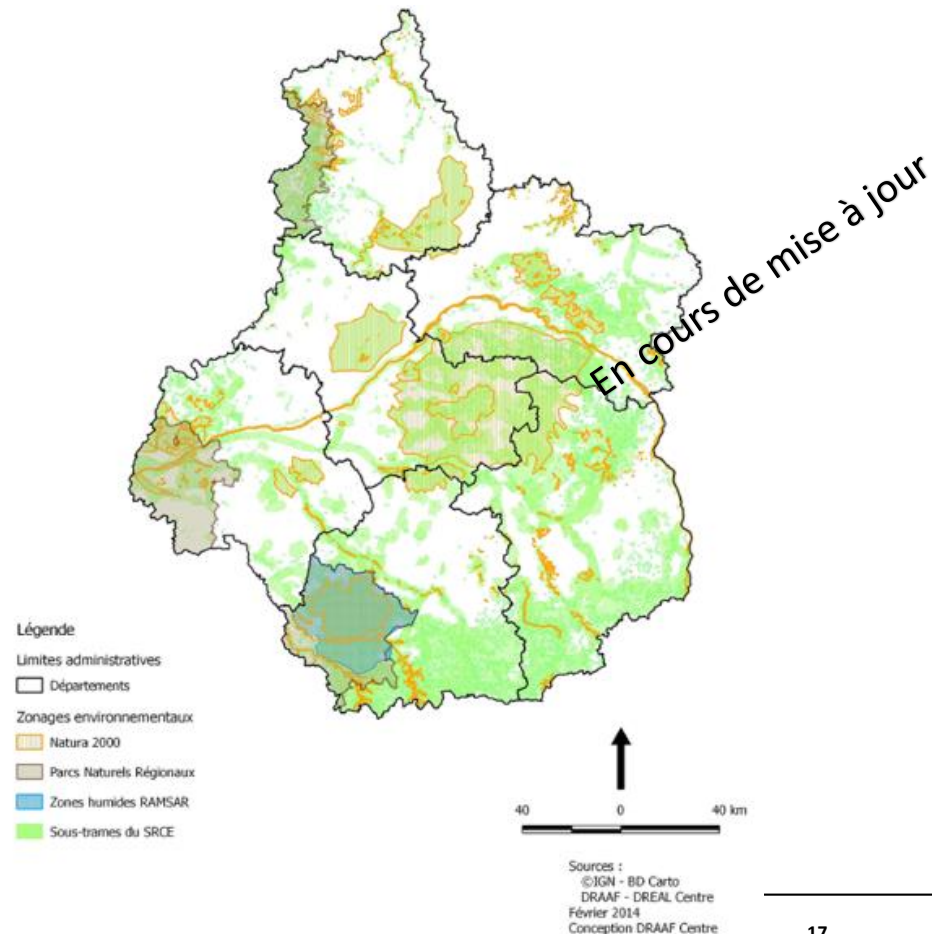 En cours de mise à jour
Légende
Limites administratives
Départements
Zonages environnementaux
Natura 2000
Parcs Naturels Régionaux
Zones humides RAMSAR
Sous-trames du SRCE
40 0 40 km
Sources :
©IGN - BD Carto
DRAAF - DREAL Centre
Février 2014
Conception DRAAF Centre
17